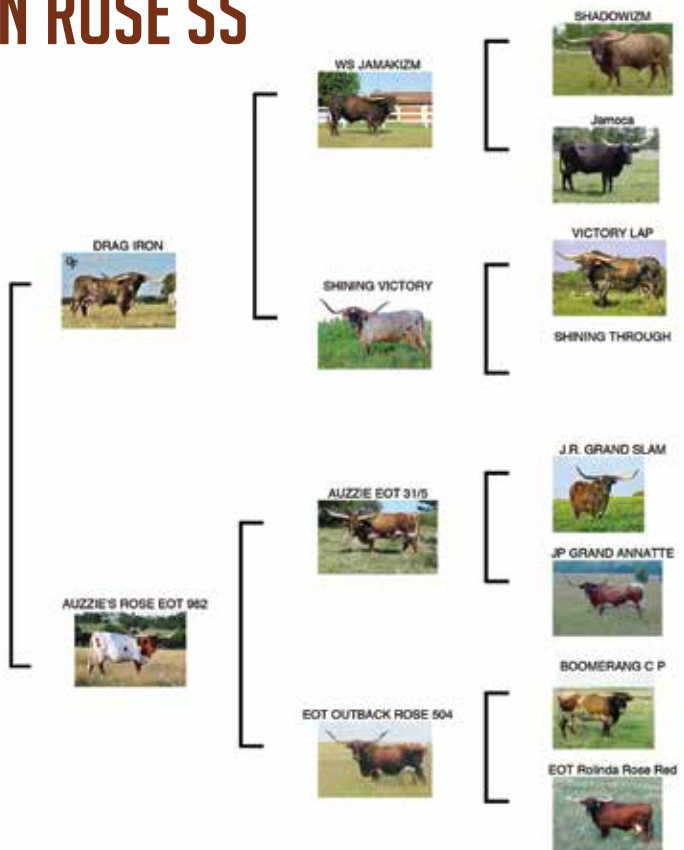 N ROSE SS
SHADOWIZM
WS JAMAKIZM
Jamoca
VICTORY LAP
DRAG IRON
SHINING VICTORY
SHINING THROUGH
J.R. GRAND SLAM
AUZZIE EOT 31/5
JP GRAND ANNATTE
AUZZIE'S ROSE EOT 962
BOOMERANG C P
EOT OUTBACK ROSE 504
EOT Rolinda Rose Red